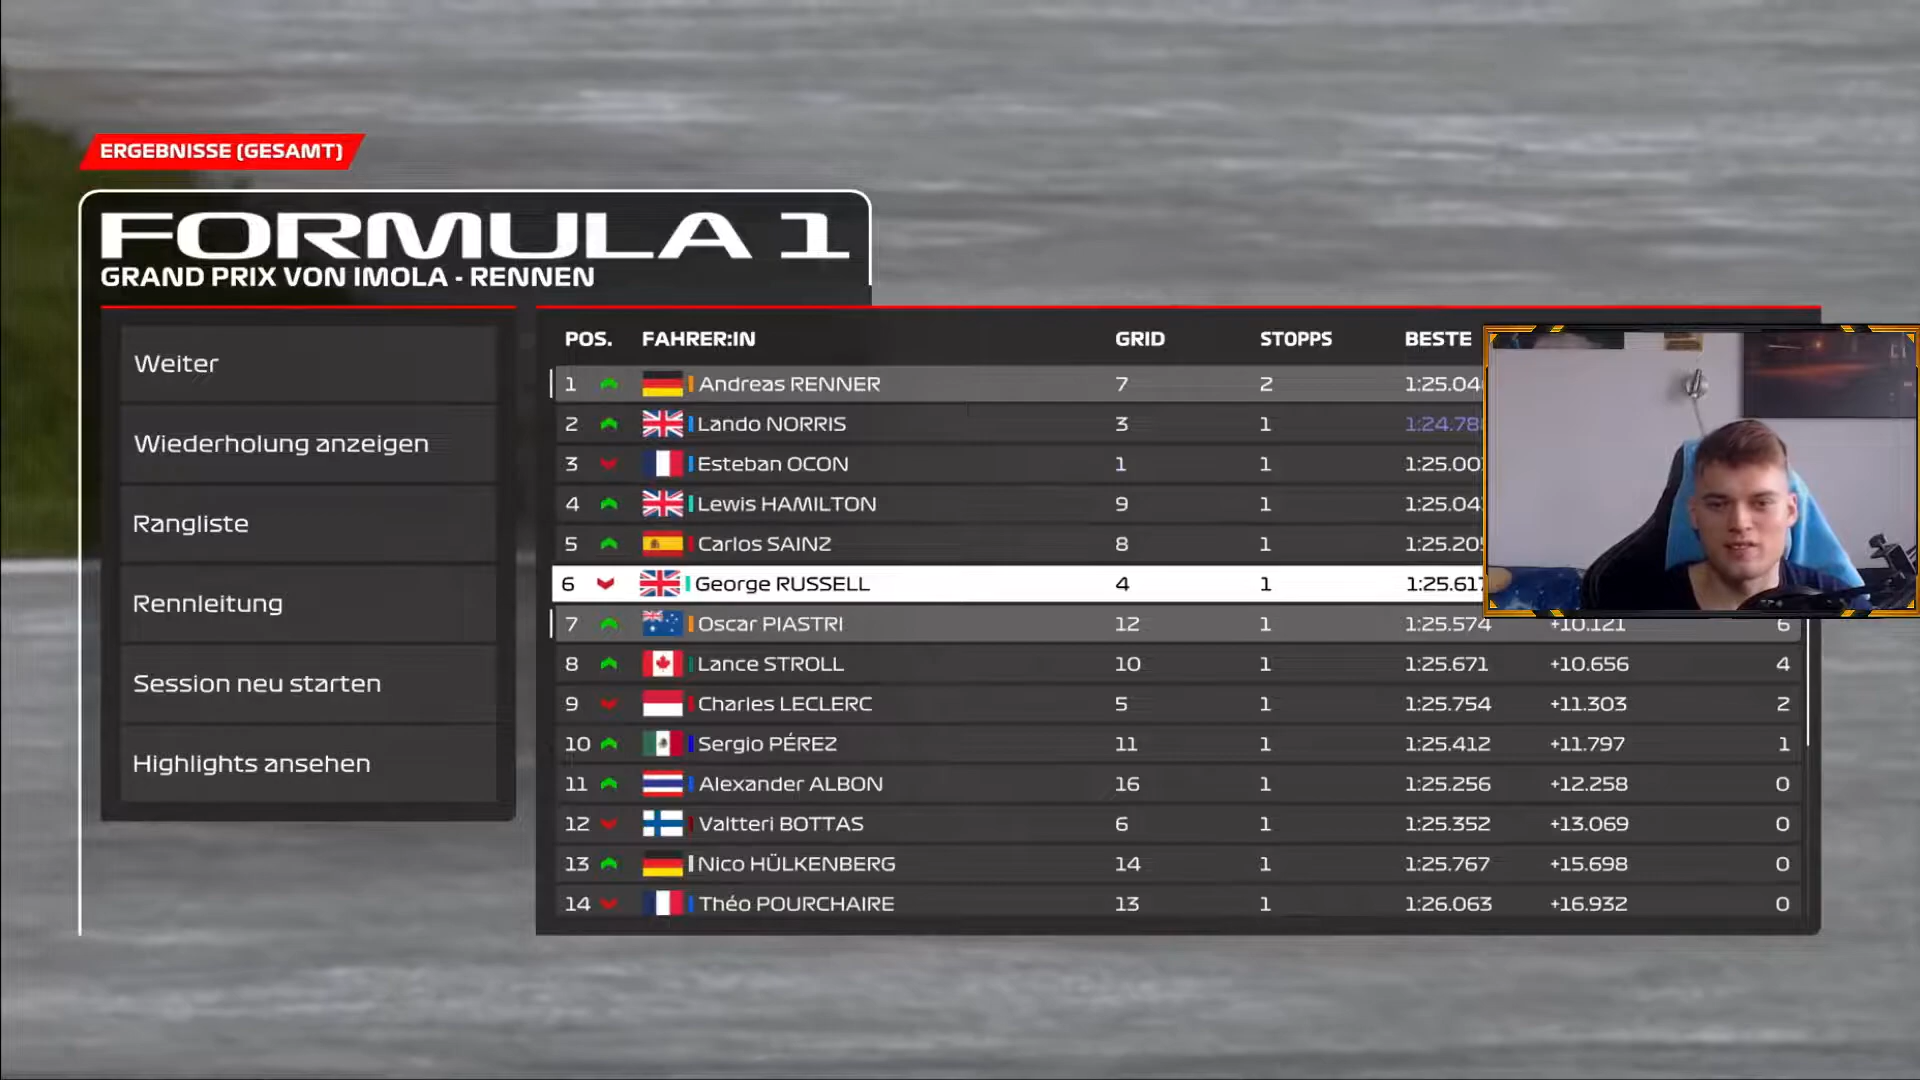 ERGEBNISSE (GESAMT)
FORMULA 1
GRAND PRIX VON IMOLA - RENNEN
Weiter
Wiederholung anzeigen
Rangliste
Rennleitung
Session neu starten
Highlights ansehen
POS. FAHRER:IN GRID STOPPS BESTE
1 Andreas RENNER 7 2
2 Lando NORRIS 3 1
3 Esteban OCON 1 1
4 Lewis HAMILTON 9 1
5 Carlos SAINZ 8 1 1:25.205
6 George RUSSELL 4 1 1:25.617
7 Oscar PIASTRI 12 1 1:25.574 +10.121 6
8 Lance STROLL 10 1 1:25.671 +10.656 4
9 Charles LECLERC 5 1 1:25.754 +11.303 2
10 Sergio PÉREZ 11 1 1:25.412 +11.797 1
11 Alexander ALBON 16 1 1:25.256 +12.258 0
12 Valtteri BOTTAS 6 1 1:25.352 +13.069 0
13 Nico HÜLKENBERG 14 1 1:25.767 +15.698 0
14 Théo POURCHAIRE 13 1 1:26.063 +16.932 0